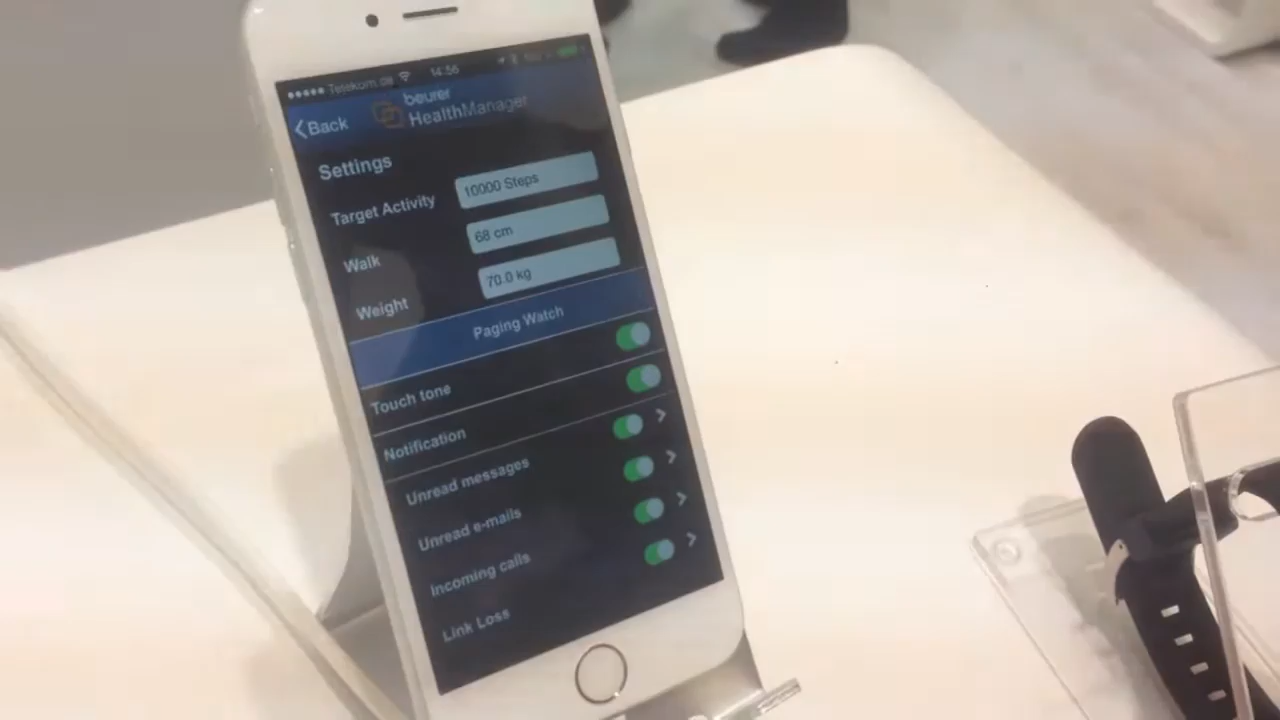 Telekom.de 14:56
Back
beurer
HealthManager
Settings
Target Activity 10000 Steps
Walk 68 cm
Weight 70.0 kg
Paging Watch
Touch tone
Notification
Unread messages
Unread e-mails
Incoming calls
Link Loss